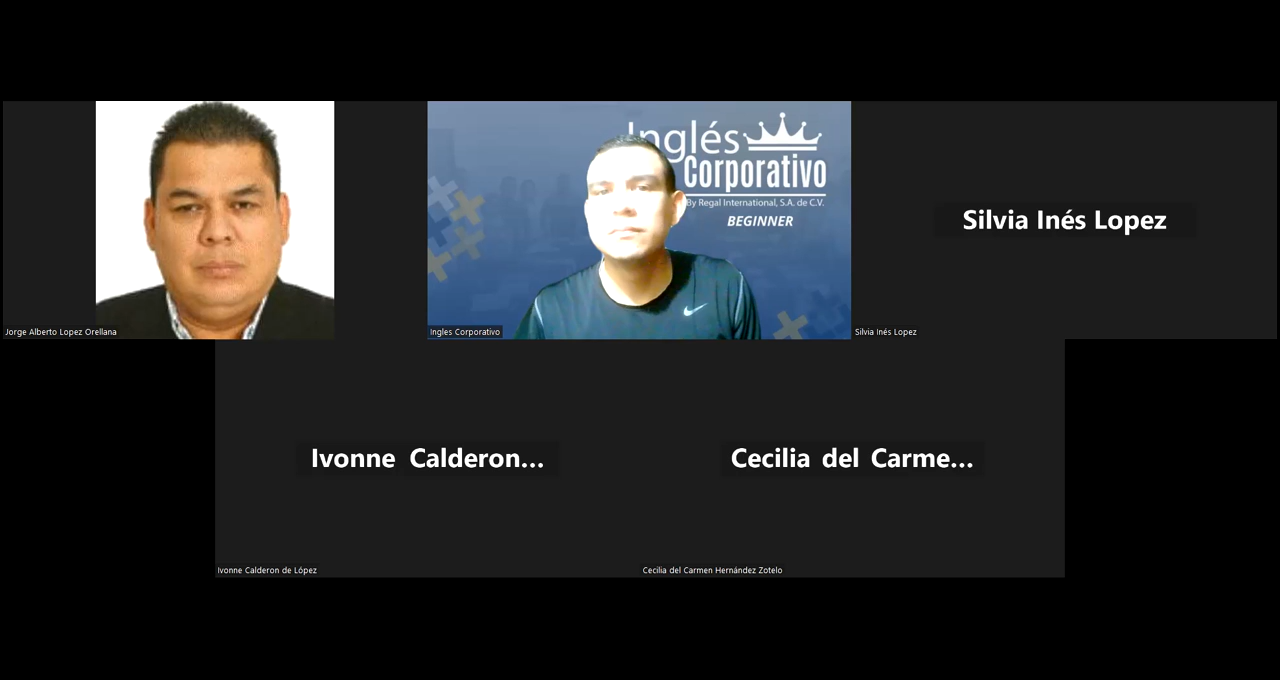 Inglés
Corporativo
By Regal International, S.A. de C.V.
BEGINNER
Silvia Inés Lopez
Jorge Alberto Lopez Orellana
Ingles Corporativo
Silvia Inés Lopez
Ivonne Calderon...
Cecilia del Carme...
Ivonne Calderon de López
Cecilia del Carmen Hernández Zotelo